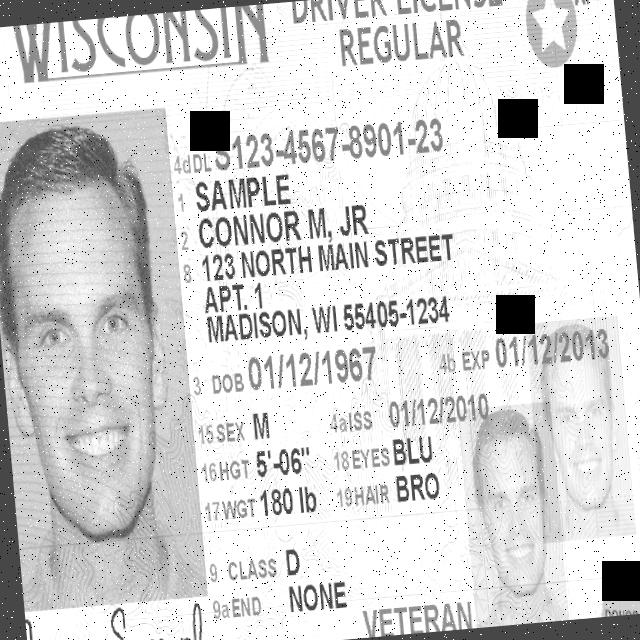 WISCONSIN DRIVER LICENSE
REGULAR
4d DL S123-4567-8901-23
1 SAMPLE
2 CONNOR M, JR
8 123 NORTH MAIN STREET
APT. 1
MADISON, WI 55405-1234
3 DOB 01/12/1967 4b EXP 01/12/2013
15 SEX M 4a ISS 01/12/2010
16 HGT 5'-06" 18 EYES BLU
17 WGT 180 lb 19 HAIR BRO
9 CLASS D
9a END NONE
VETERAN